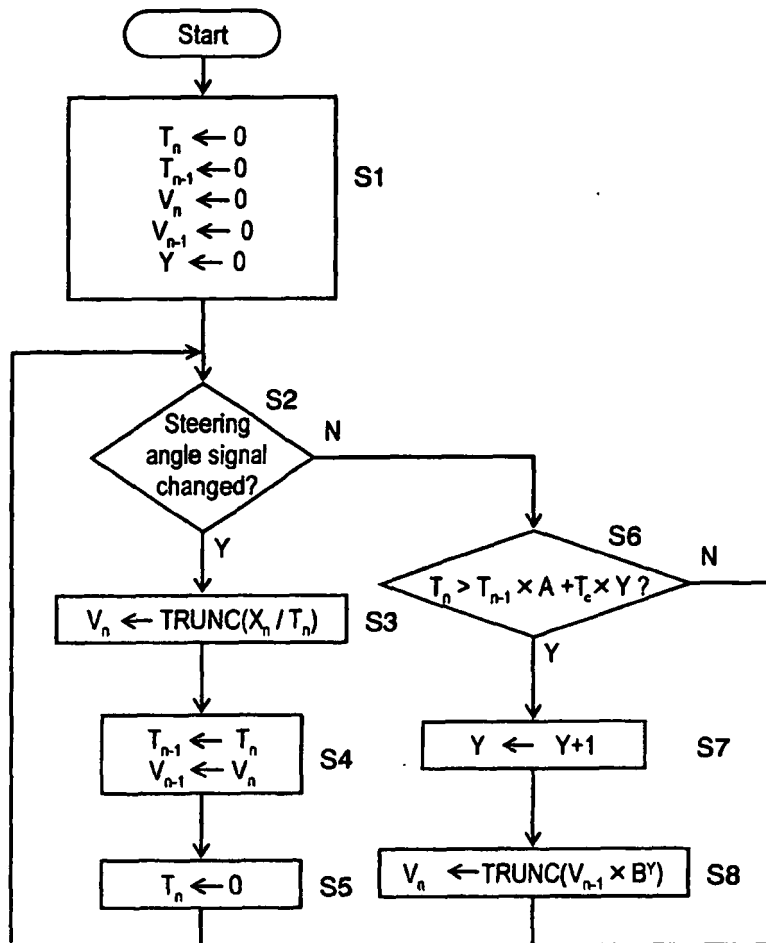 Start
Tₙ ← 0
Tₙ₋₁ ← 0
Vₙ ← 0
Vₙ₋₁ ← 0
Y ← 0
S1
S2
Steering
angle signal
changed?
N
Y
S6
Tₙ > Tₙ₋₁ × A + T꜀ × Y ?
N
Y
Vₙ ← TRUNC(Xₙ / Tₙ)
S3
Tₙ₋₁ ← Tₙ
Vₙ₋₁ ← Vₙ
S4
Y ← Y+1
S7
Tₙ ← 0
S5
Vₙ ← TRUNC(Vₙ₋₁ × Bʸ)
S8